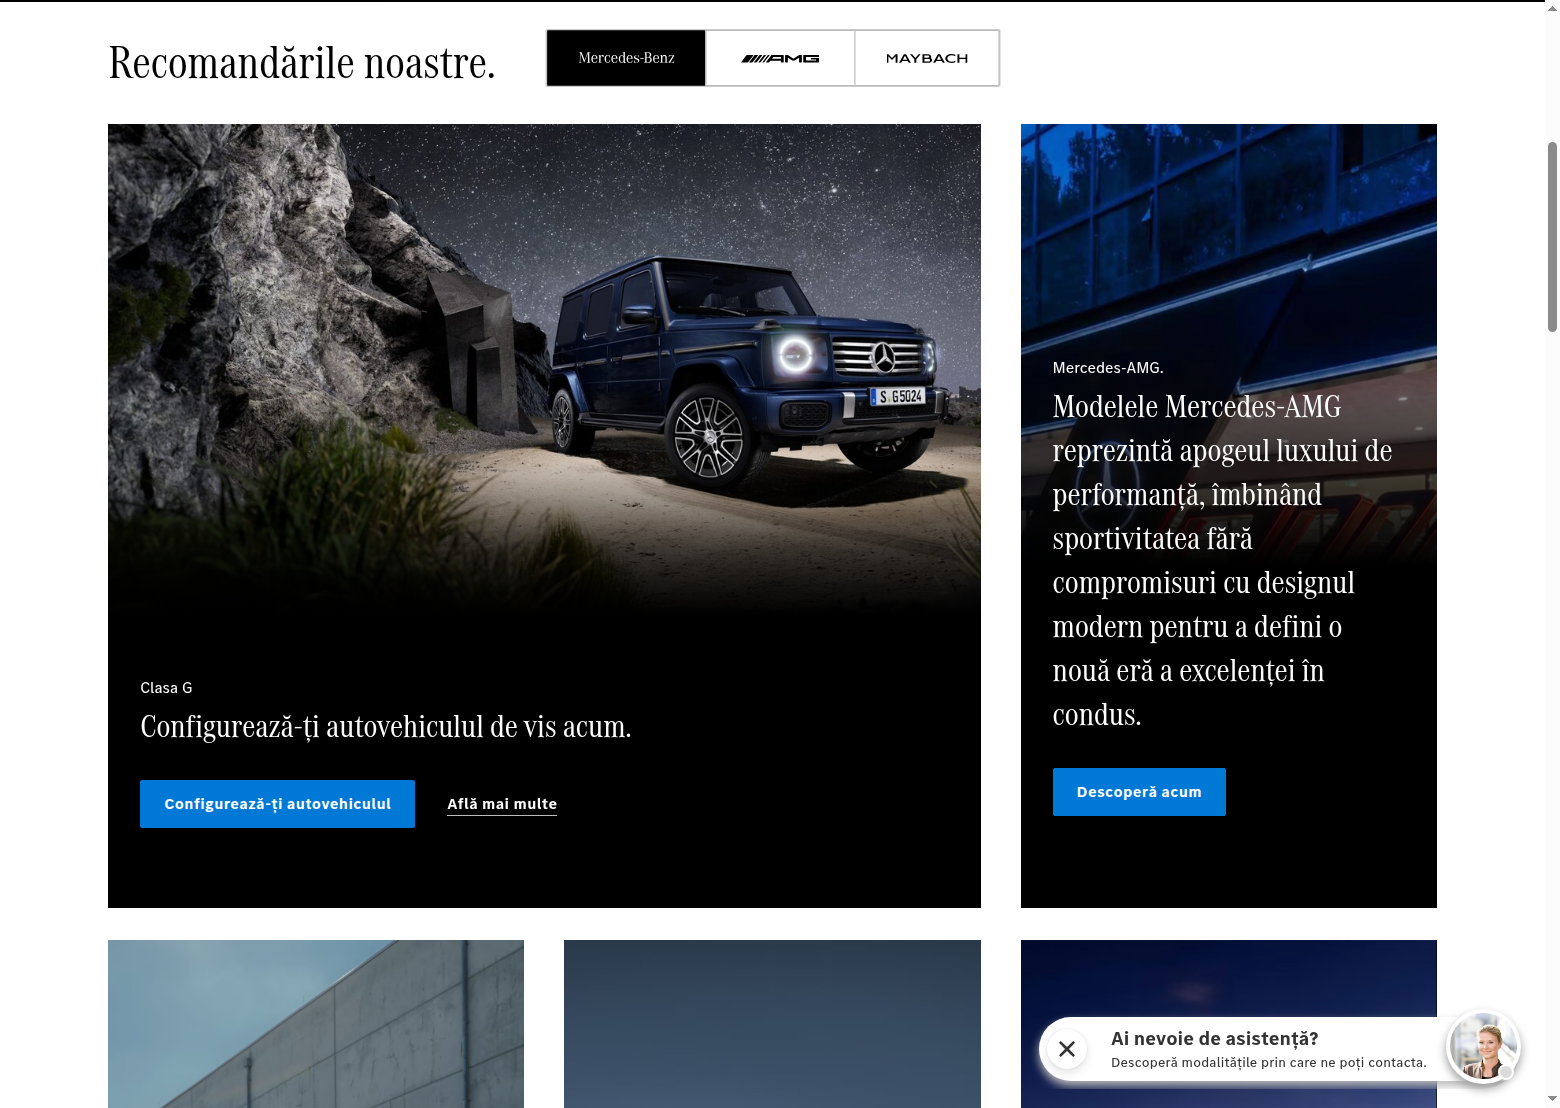 Recomandările noastre.
Mercedes-Benz
AMG
MAYBACH
S G 5024
Clasa G
Configurează-ți autovehiculul de vis acum.
Configurează-ți autovehiculul
Află mai multe
Mercedes-AMG.
Modelele Mercedes-AMG
reprezintă apogeul luxului de
performanță, îmbinând
sportivitatea fără
compromisuri cu designul
modern pentru a defini o
nouă eră a excelenței în
condus.
Descoperă acum
Ai nevoie de asistență?
Descoperă modalitățile prin care ne poți contacta.